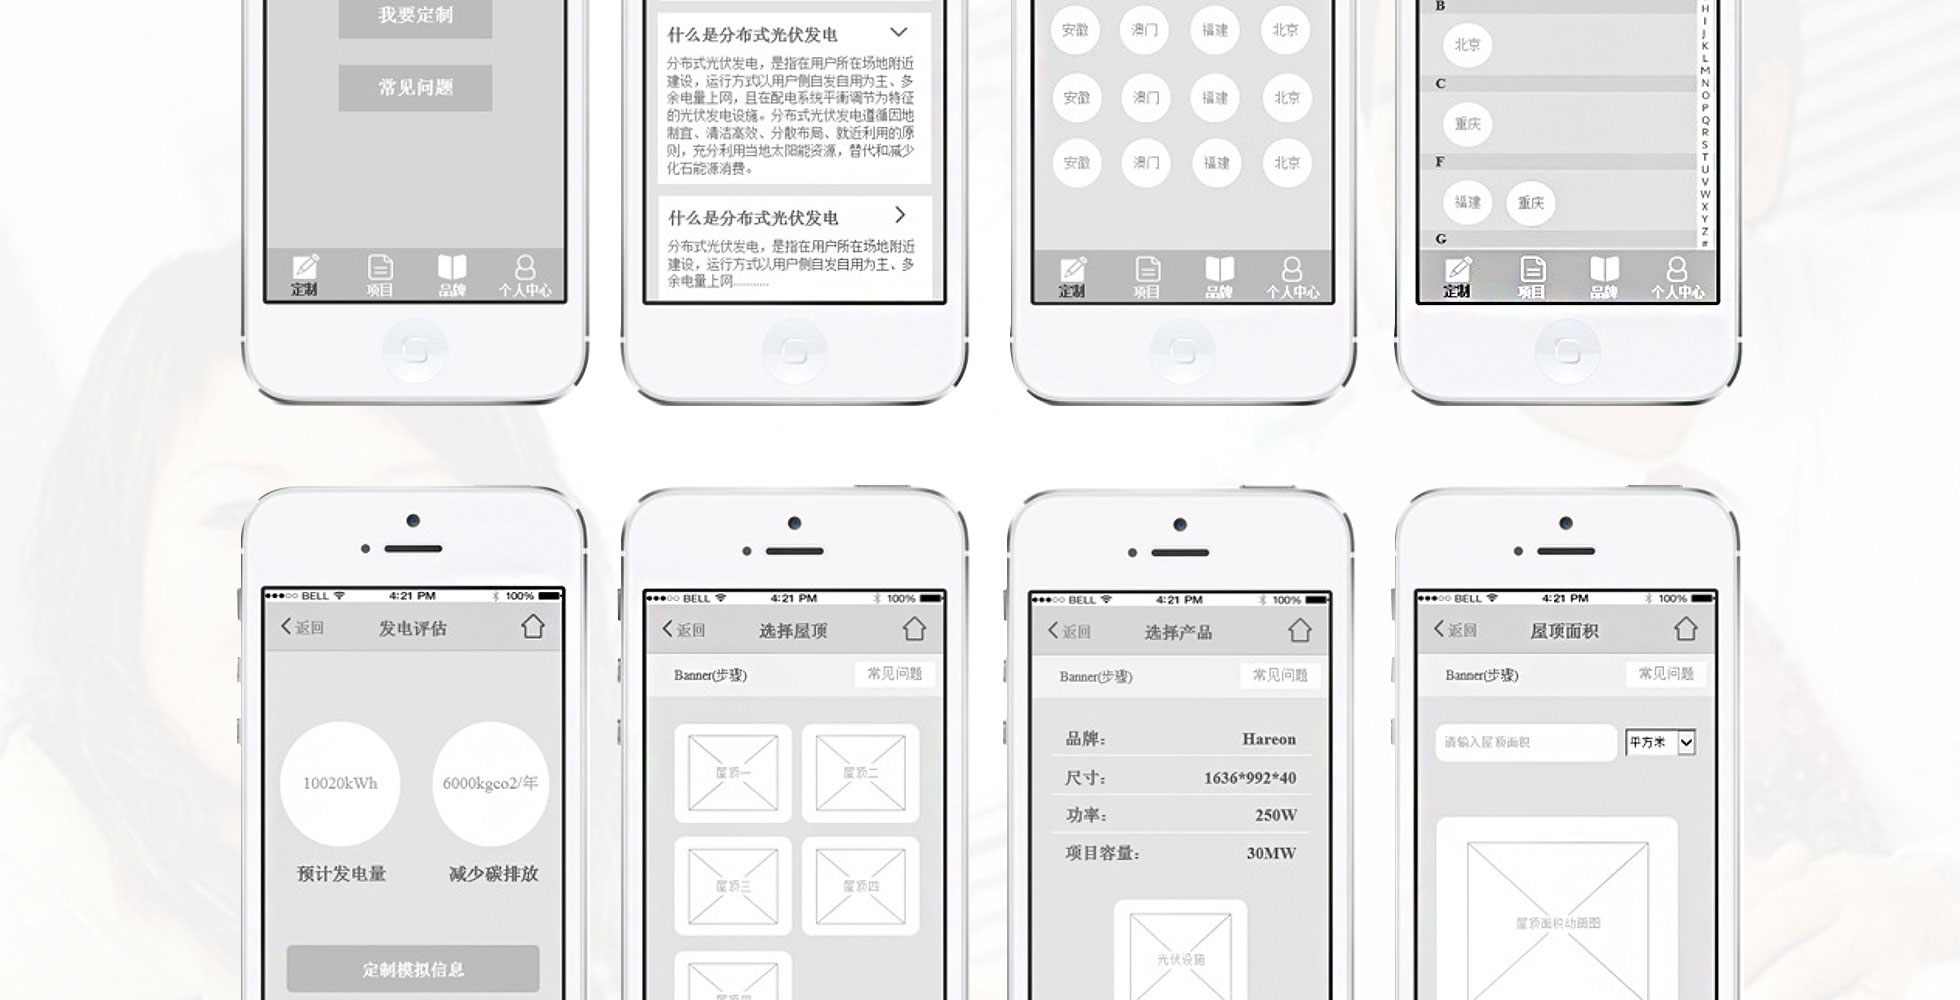 我要定制
常见问题
定制
项目
品牌
个人中心
什么是分布式光伏发电
分布式光伏发电，是指在用户所在场地附近
建设，运行方式以用户侧自发自用为主、多
余电量上网，且在配电系统平衡调节为特征
的光伏发电设施。分布式光伏发电遵循因地
制宜、清洁高效、分散布局、就近利用的原
则，充分利用当地太阳能资源，替代和减少
化石能源消费。
什么是分布式光伏发电
分布式光伏发电，是指在用户所在场地附近
建设，运行方式以用户侧自发自用为主、多
余电量上网...........
安徽 澳门 福建 北京
安徽 澳门 福建 北京
安徽 澳门 福建 北京
定制 项目 品牌 个人中心
B
北京
C
重庆
F
福建 重庆
G
H
I
J
K
L
M
N
O
P
Q
R
S
T
U
V
W
X
Y
Z
#
定制 项目 品牌 个人中心
BELL 4:21 PM 100%
返回 发电评估
10020kWh 6000kgco2/年
预计发电量 减少碳排放
定制模拟信息
BELL 4:21 PM 100%
返回 选择屋顶
Banner(步骤) 常见问题
屋顶一 屋顶二
屋顶三 屋顶四
BELL 4:21 PM 100%
返回 选择产品
Banner(步骤) 常见问题
品牌： Hareon
尺寸： 1636*992*40
功率： 250W
项目容量： 30MW
光伏设施
BELL 4:21 PM 100%
返回 屋顶面积
Banner(步骤) 常见问题
请输入屋顶面积 平方米
屋顶面积动画图